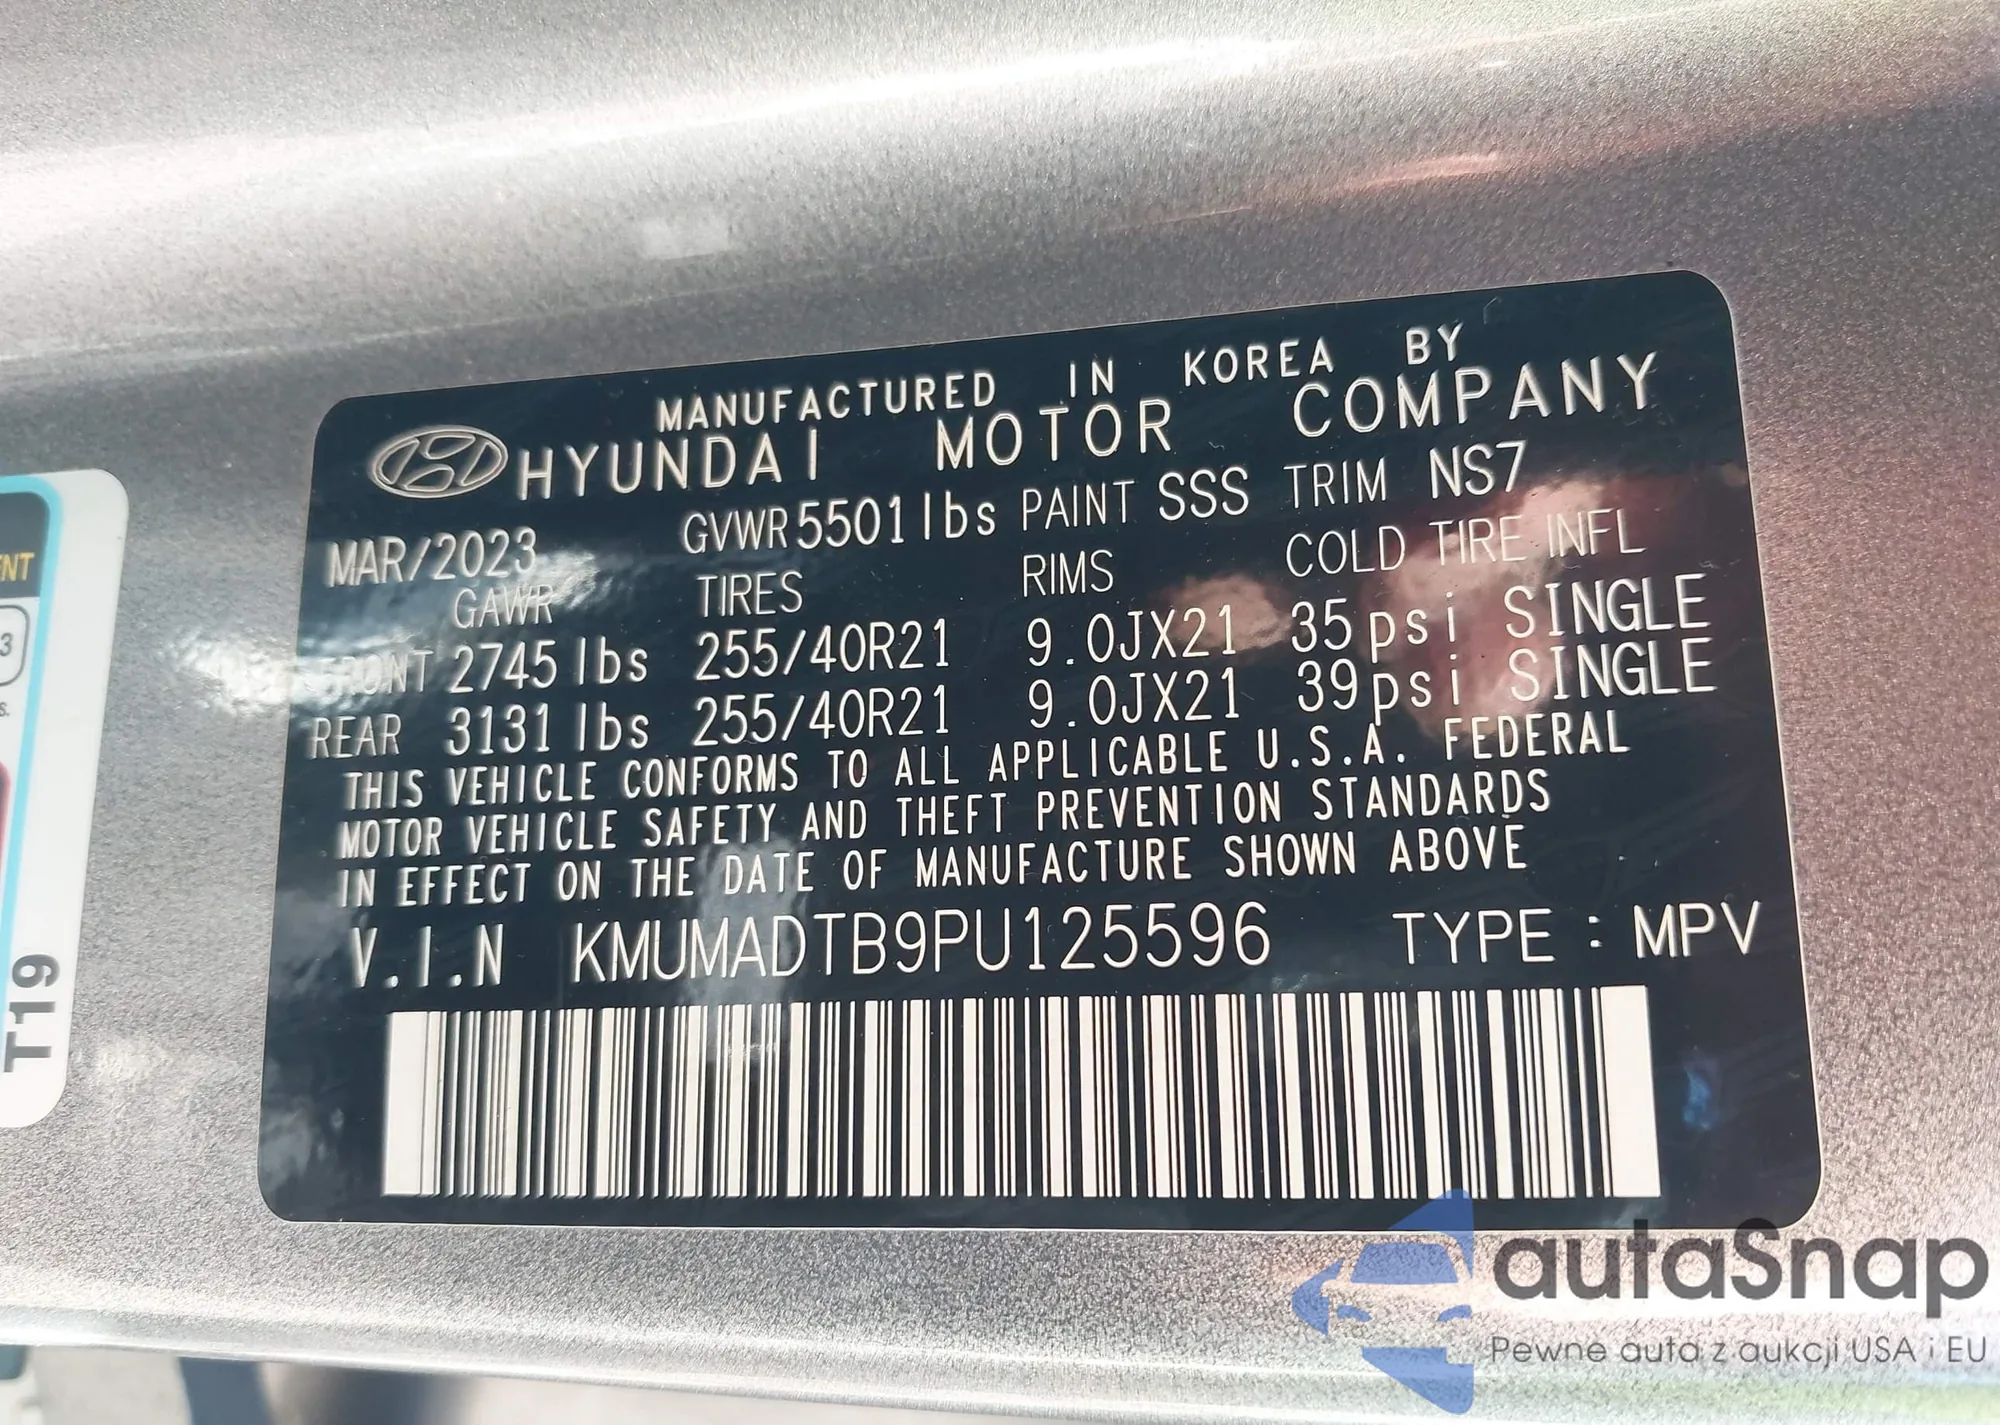 MANUFACTURED IN KOREA BY
HYUNDAI MOTOR COMPANY
MAR/2023 GVWR 5501 lbs PAINT SSS TRIM NS7
GAWR TIRES RIMS COLD TIRE INFL
FRONT 2745 lbs 255/40R21 9.0JX21 35psi SINGLE
REAR 3131 lbs 255/40R21 9.0JX21 39psi SINGLE
THIS VEHICLE CONFORMS TO ALL APPLICABLE U.S.A. FEDERAL
MOTOR VEHICLE SAFETY AND THEFT PREVENTION STANDARDS
IN EFFECT ON THE DATE OF MANUFACTURE SHOWN ABOVE
V.I.N KMUMADTB9PU125596 TYPE : MPV
T19
autaSnap
Pewne auta z aukcji USA i EU